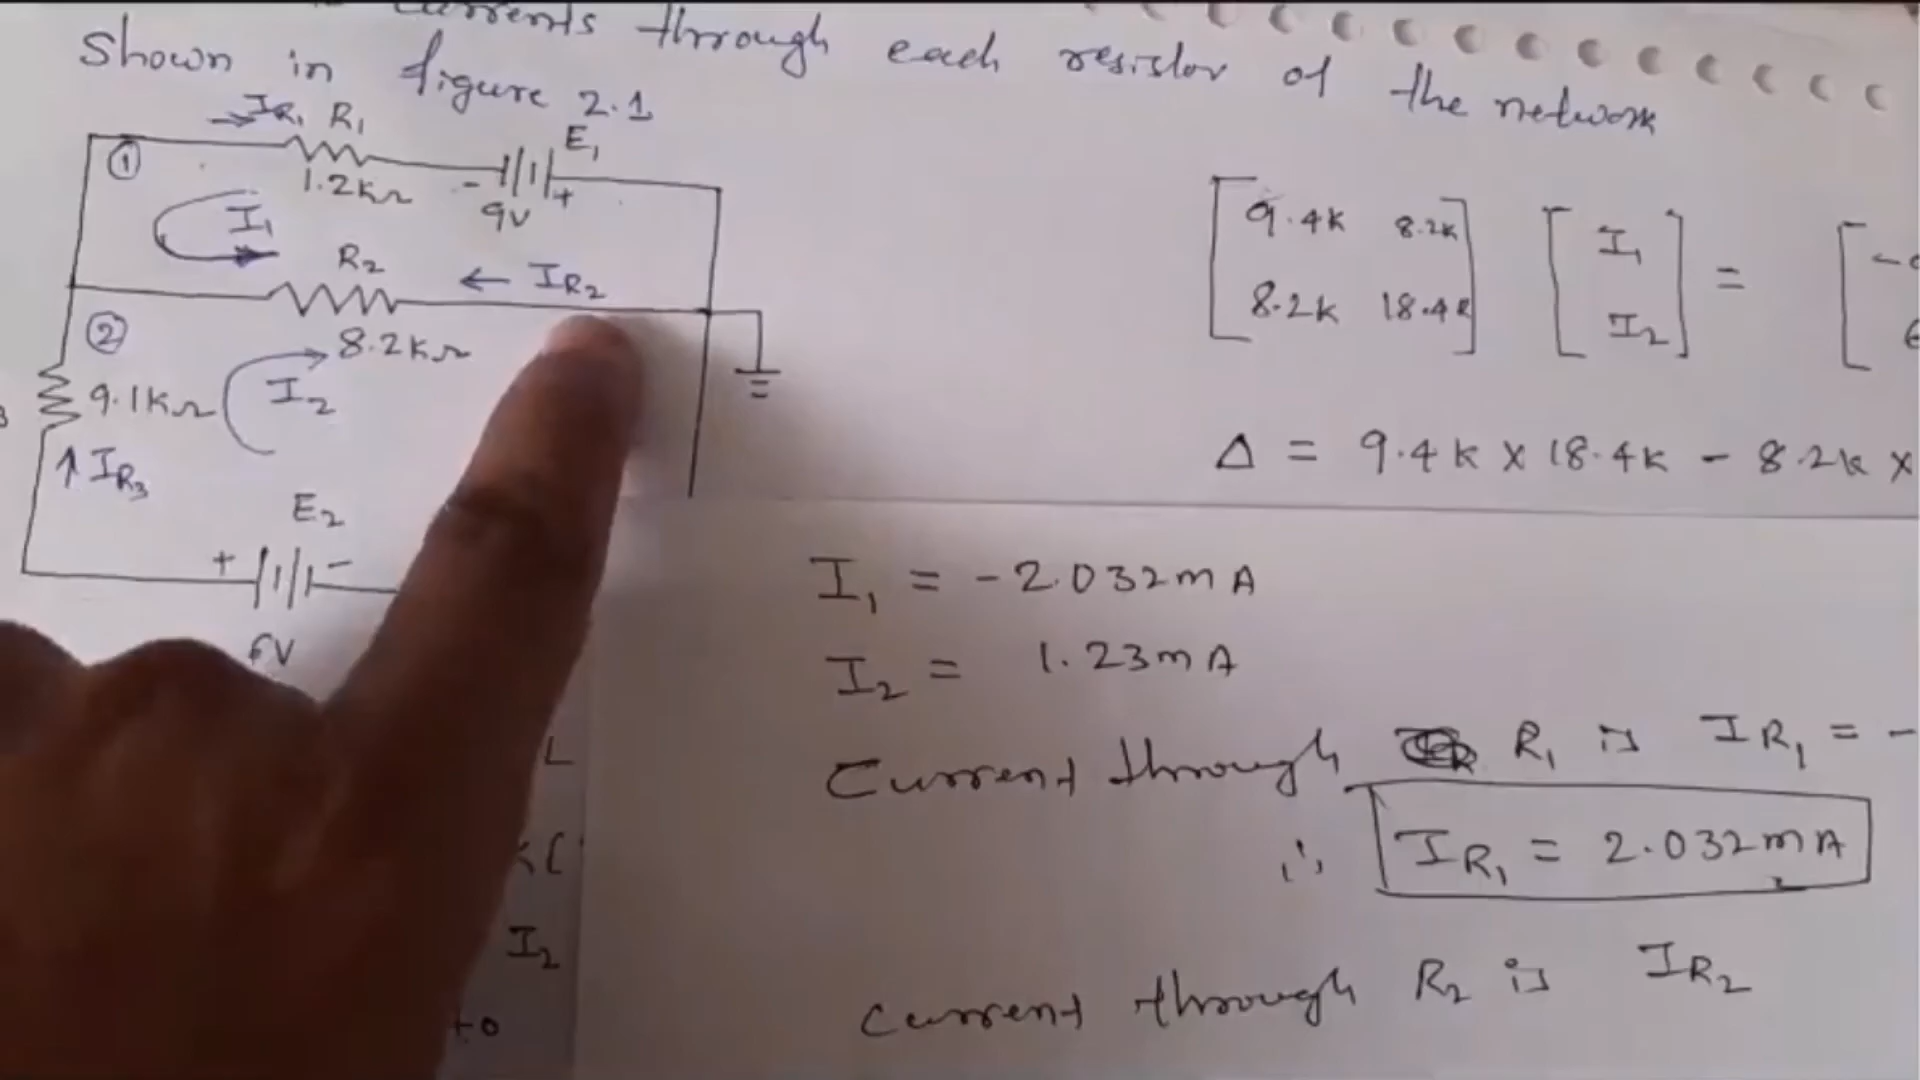 currents through each resistor of the network
shown in figure 2.1
IR1 R1
E1
①
1.2KΩ
- +
9V
I1
R2
← IR2
②
8.2KΩ
9.1KΩ
I2
↑ IR3
E2
+ -
6V
[ 9.4K 8.2K ] [ I1 ] = [
8.2K 18.4K I2
Δ = 9.4K X 18.4K - 8.2K X
I1 = -2.032mA
I2 = 1.23mA
Current through R1 is IR1 = -
∴ IR1 = 2.032mA
Current through R2 is IR2
I2
to